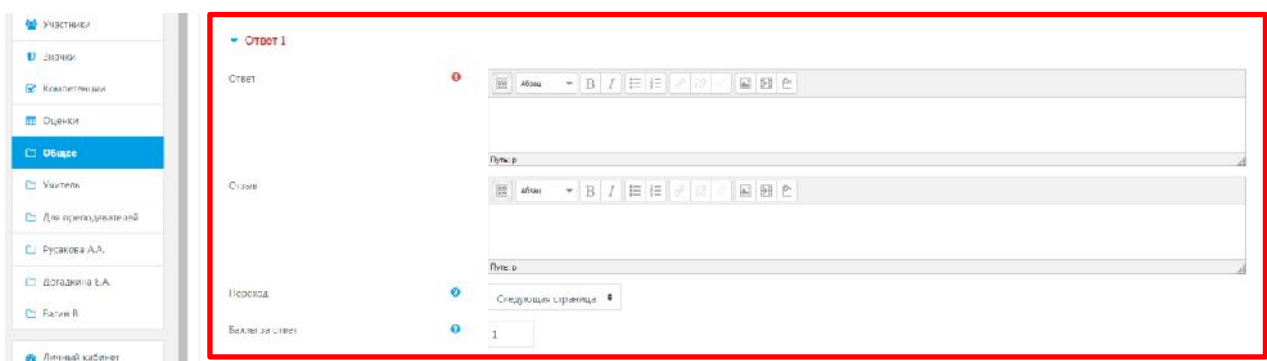 Участники
Значки
Компетенции
Оценки
Общее
Учитель
Для преподавателей
Русакова А.А.
Догадкина Е.А.
Личный кабинет
Ответ 1
Ответ
Абзац
B I
Путь: p
Отзыв
Абзац
B I
Путь: p
Переход
Следующая страница
Баллы за ответ
1